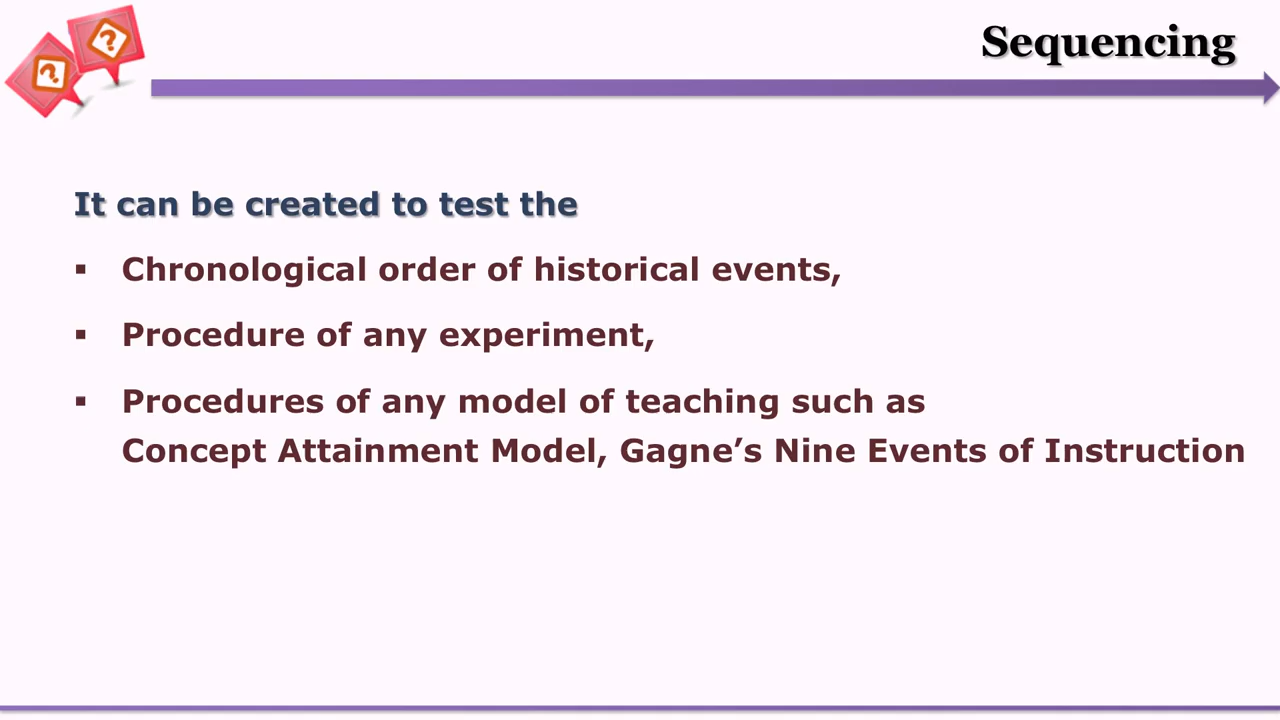 Sequencing
It can be created to test the
▪ Chronological order of historical events,
▪ Procedure of any experiment,
▪ Procedures of any model of teaching such as
Concept Attainment Model, Gagne’s Nine Events of Instruction